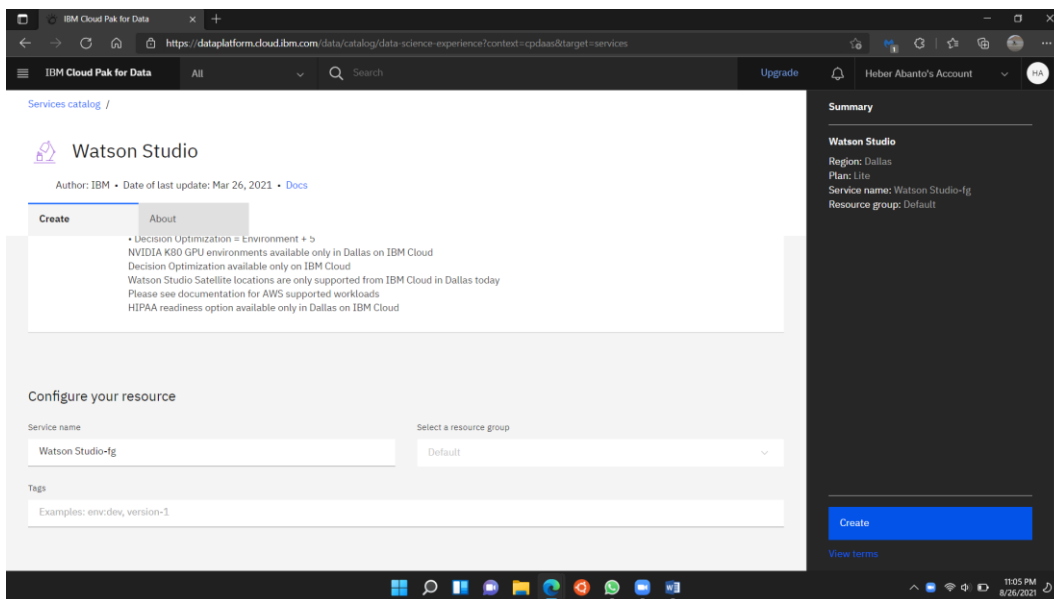 IBM Cloud Pak for Data
https://dataplatform.cloud.ibm.com/data/catalog/data-science-experience?context=cpdaas&target=services
IBM Cloud Pak for Data
All
Search
Upgrade
Heber Abanto's Account
HA
Services catalog /
Watson Studio
Author: IBM • Date of last update: Mar 26, 2021 • Docs
Create
About
• Decision Optimization = Environment + 5
NVIDIA K80 GPU environments available only in Dallas on IBM Cloud
Decision Optimization available only on IBM Cloud
Watson Studio Satellite locations are only supported from IBM Cloud in Dallas today
Please see documentation for AWS supported workloads
HIPAA readiness option available only in Dallas on IBM Cloud
Configure your resource
Service name
Select a resource group
Watson Studio-fg
Default
Tags
Examples: env:dev, version-1
Summary
Watson Studio
Region: Dallas
Plan: Lite
Service name: Watson Studio-fg
Resource group: Default
Create
View terms
11:05 PM
8/26/2021